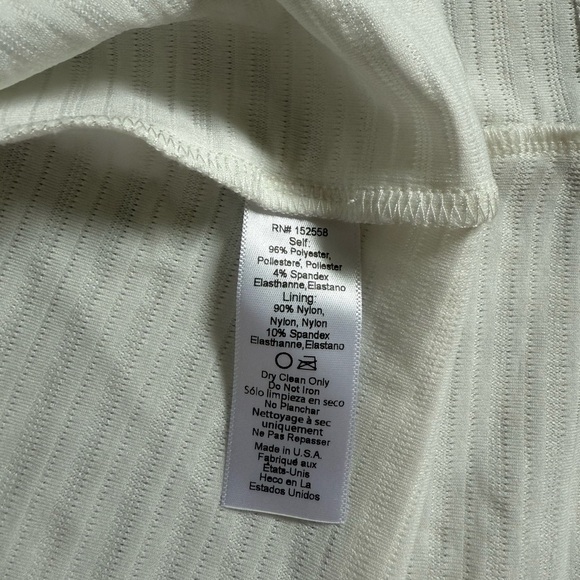 RN# 152558
Self:
96% Polyester,
Poliestere, Poliester
4% Spandex
Elasthanne,Elastano
Lining:
90% Nylon,
Nylon, Nylon
10% Spandex
Elasthanne,Elastano
Dry Clean Only
Do Not Iron
Sólo limpieza en seco
No Planchar
Nettoyage à sec
uniquement
Ne Pas Repasser
Made in U.S.A
Fabriqué aux
États-Unis
Heco en La
Estados Unidos